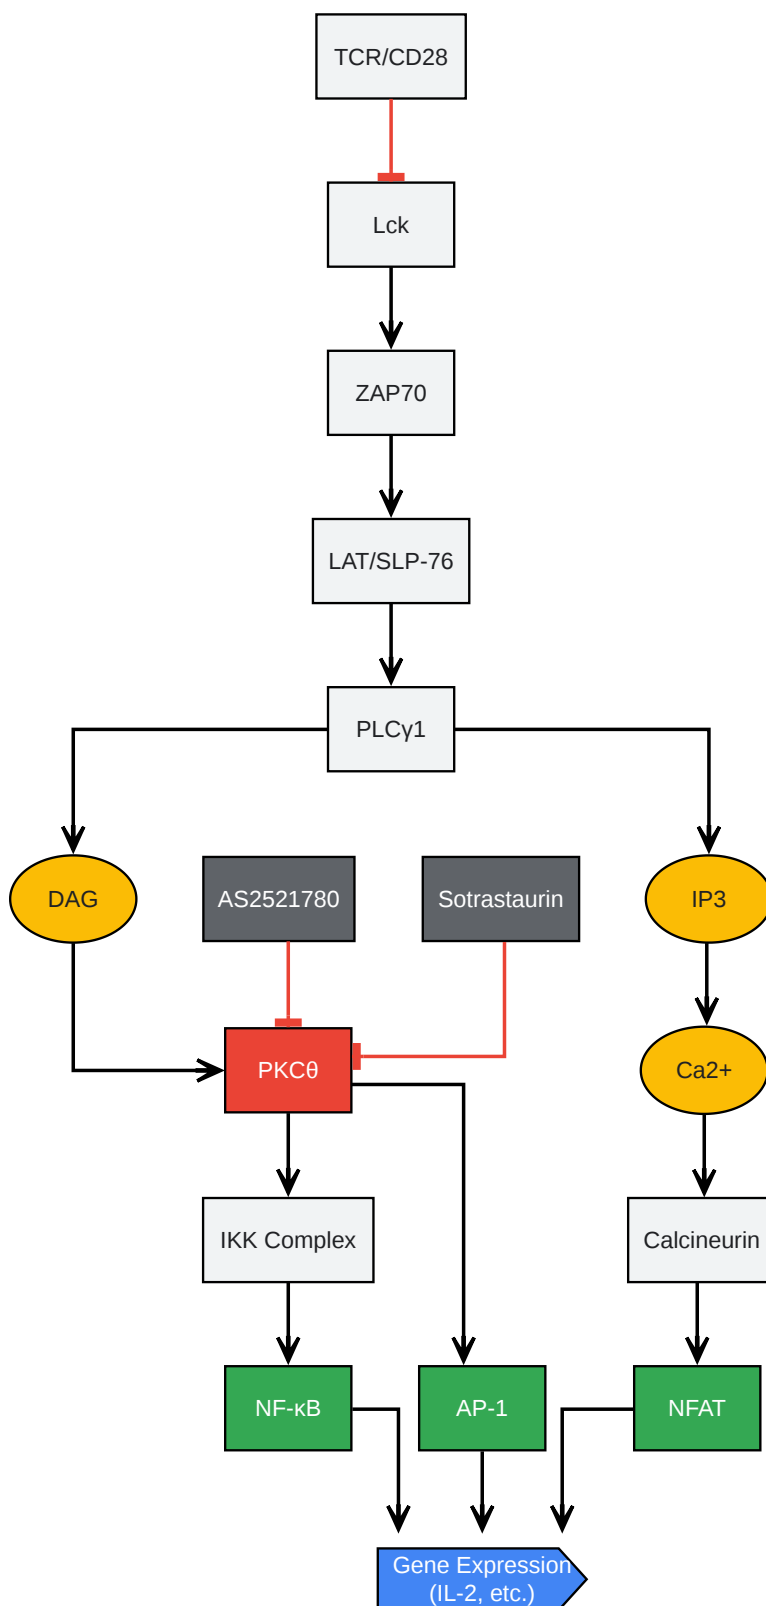 TCR/CD28
Lck
ZAP70
LAT/SLP-76
PLCγ1
DAG
AS2521780
Sotrastaurin
IP3
PKCθ
Ca2+
IKK Complex
Calcineurin
NF-κB
AP-1
NFAT
Gene Expression
(IL-2, etc.)